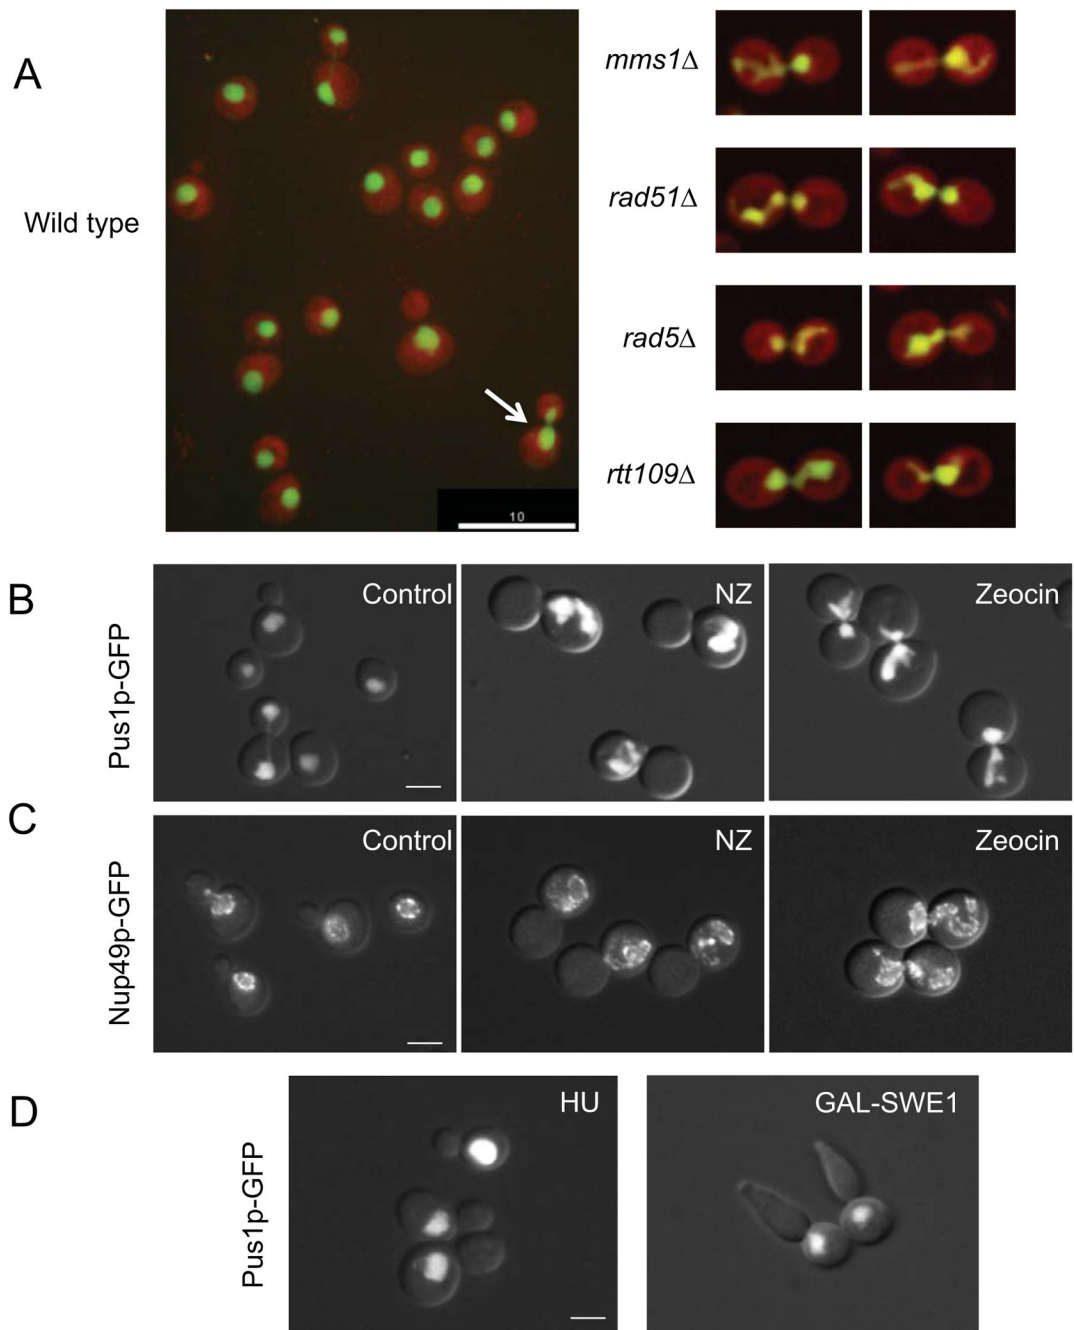 A
Wild type
10
mms1Δ
rad51Δ
rad5Δ
rtt109Δ
B
Pus1p-GFP
Control
NZ
Zeocin
C
Nup49p-GFP
Control
NZ
Zeocin
D
Pus1p-GFP
HU
GAL-SWE1